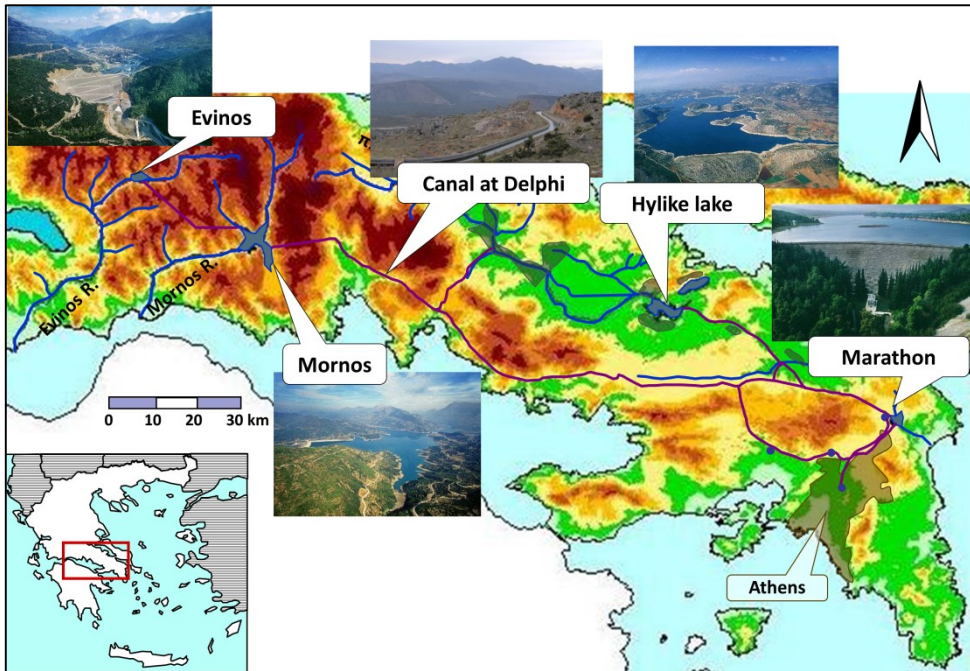 Evinos
Canal at Delphi
Hylike lake
Marathon
Evinos R.
Mornos R.
Mornos
0 10 20 30 km
Athens